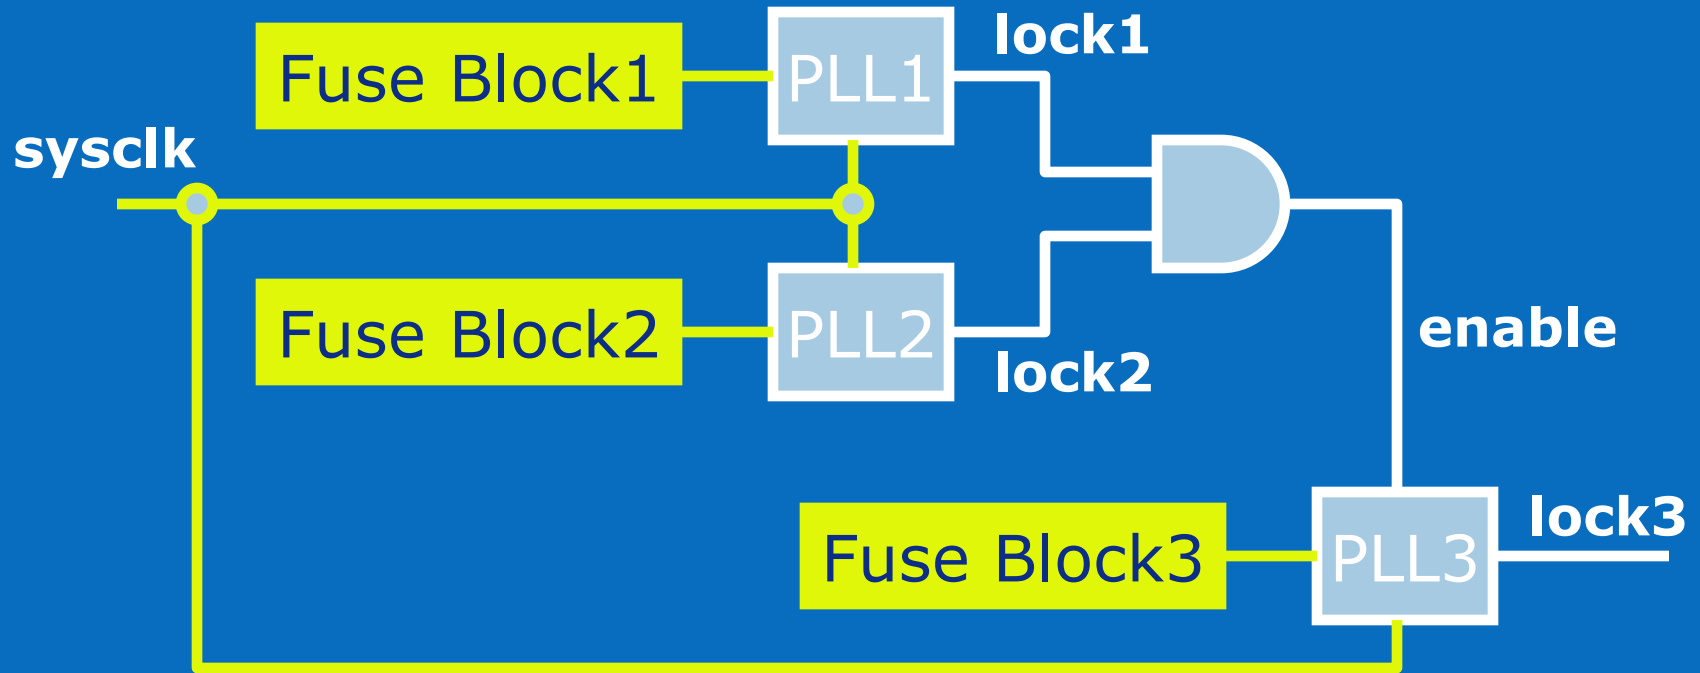 lock1
Fuse Block1
PLL1
sysclk
Fuse Block2
PLL2
lock2
enable
lock3
Fuse Block3
PLL3